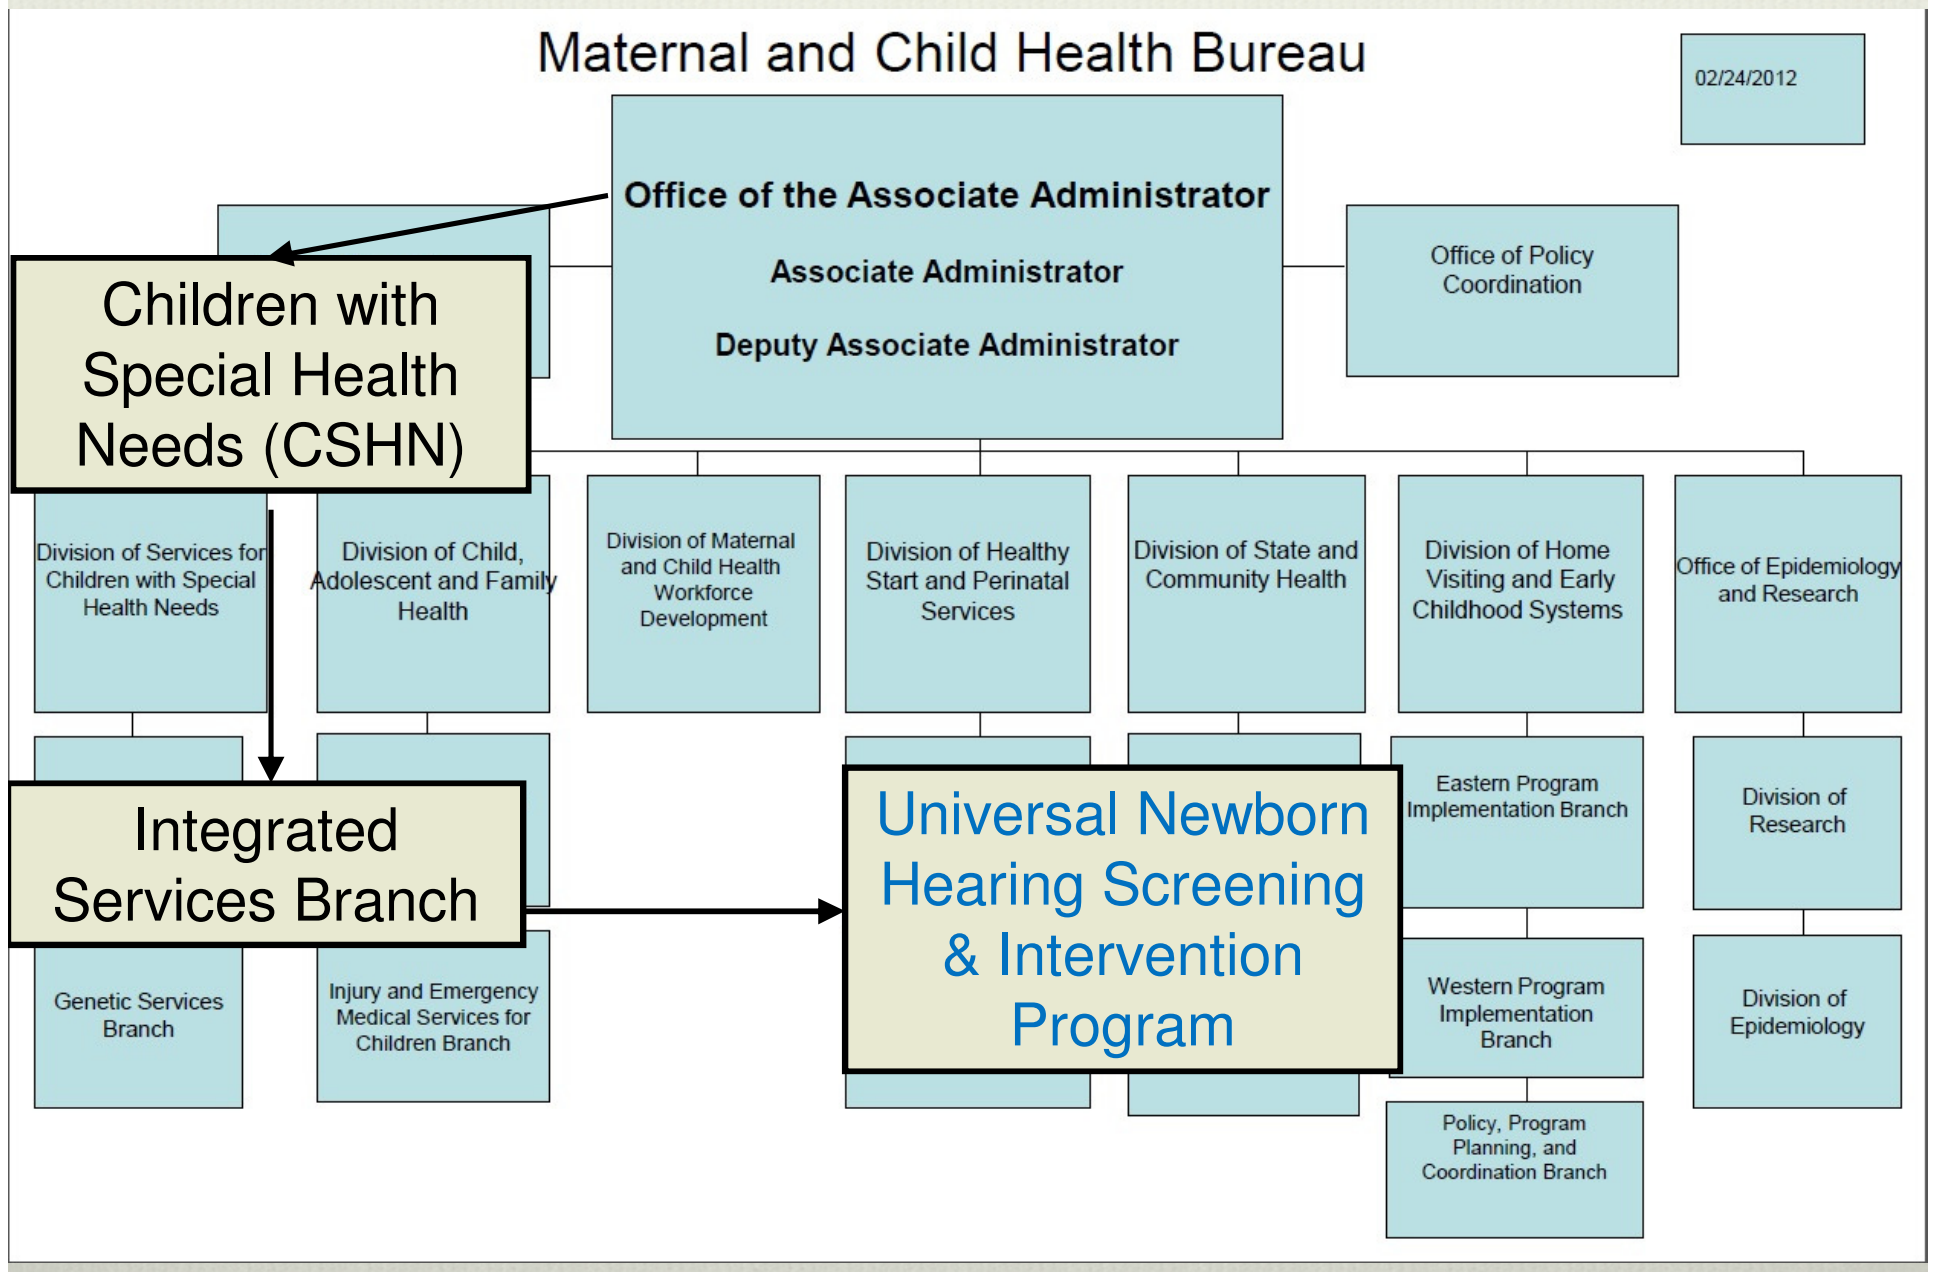 Maternal and Child Health Bureau
02/24/2012
Office of the Associate Administrator
Associate Administrator
Deputy Associate Administrator
Office of Policy
Coordination
Children with
Special Health
Needs (CSHN)
Division of Services for
Children with Special
Health Needs
Division of Child,
Adolescent and Family
Health
Division of Maternal
and Child Health
Workforce
Development
Division of Healthy
Start and Perinatal
Services
Division of State and
Community Health
Division of Home
Visiting and Early
Childhood Systems
Office of Epidemiology
and Research
Integrated
Services Branch
Universal Newborn
Hearing Screening
& Intervention
Program
Eastern Program
Implementation Branch
Division of
Research
Genetic Services
Branch
Injury and Emergency
Medical Services for
Children Branch
Western Program
Implementation
Branch
Division of
Epidemiology
Policy, Program
Planning, and
Coordination Branch